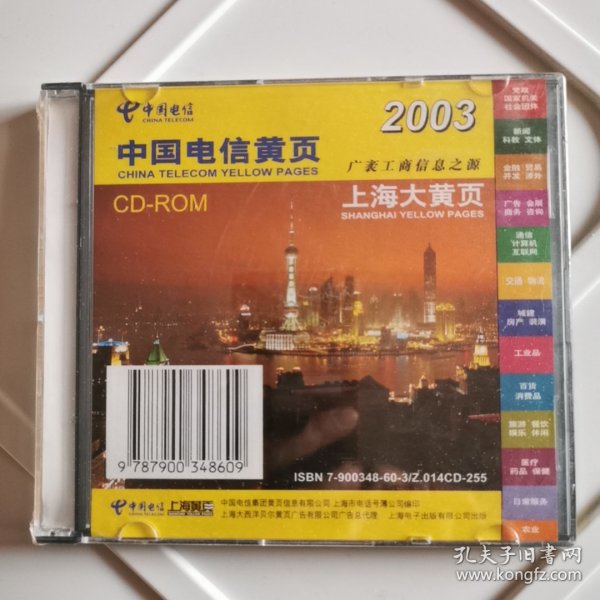 中国电信
CHINA TELECOM
2003
中国电信黄页
CHINA TELECOM YELLOW PAGES
广袤工商信息之源
CD-ROM
上海大黄页
SHANGHAI YELLOW PAGES
党政
国家机关
社会团体
新闻
科教 文体
金融 贸易
开发 涉外
广告 会展
商务 咨询
通信
计算机
互联网
交通 物流
城建
房产 装潢
工业品
百货
消费品
旅游 餐饮
娱乐 休闲
医疗
药品 保健
日常服务
农业
9 787900 348609
ISBN 7-900348-60-3/Z.014CD-255
中国电信
CHINA TELECOM
上海黄页
SHANGHAI YELLOW PAGES
中国电信集团黄页信息有限公司 上海市电话号簿公司编印
上海大西洋贝尔黄页广告有限公司广告总代理 上海电子出版有限公司出版
孔夫子旧书网
www.kongfz.com